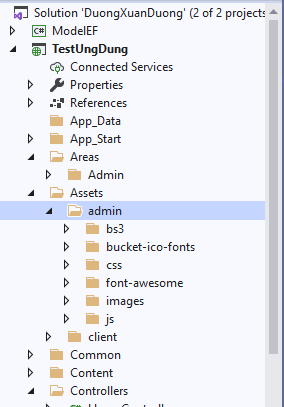 Solution 'DuongXuanDuong' (2 of 2 projects
ModelEF
TestUngDung
Connected Services
Properties
References
App_Data
App_Start
Areas
Admin
Assets
admin
bs3
bucket-ico-fonts
css
font-awesome
images
js
client
Common
Content
Controllers